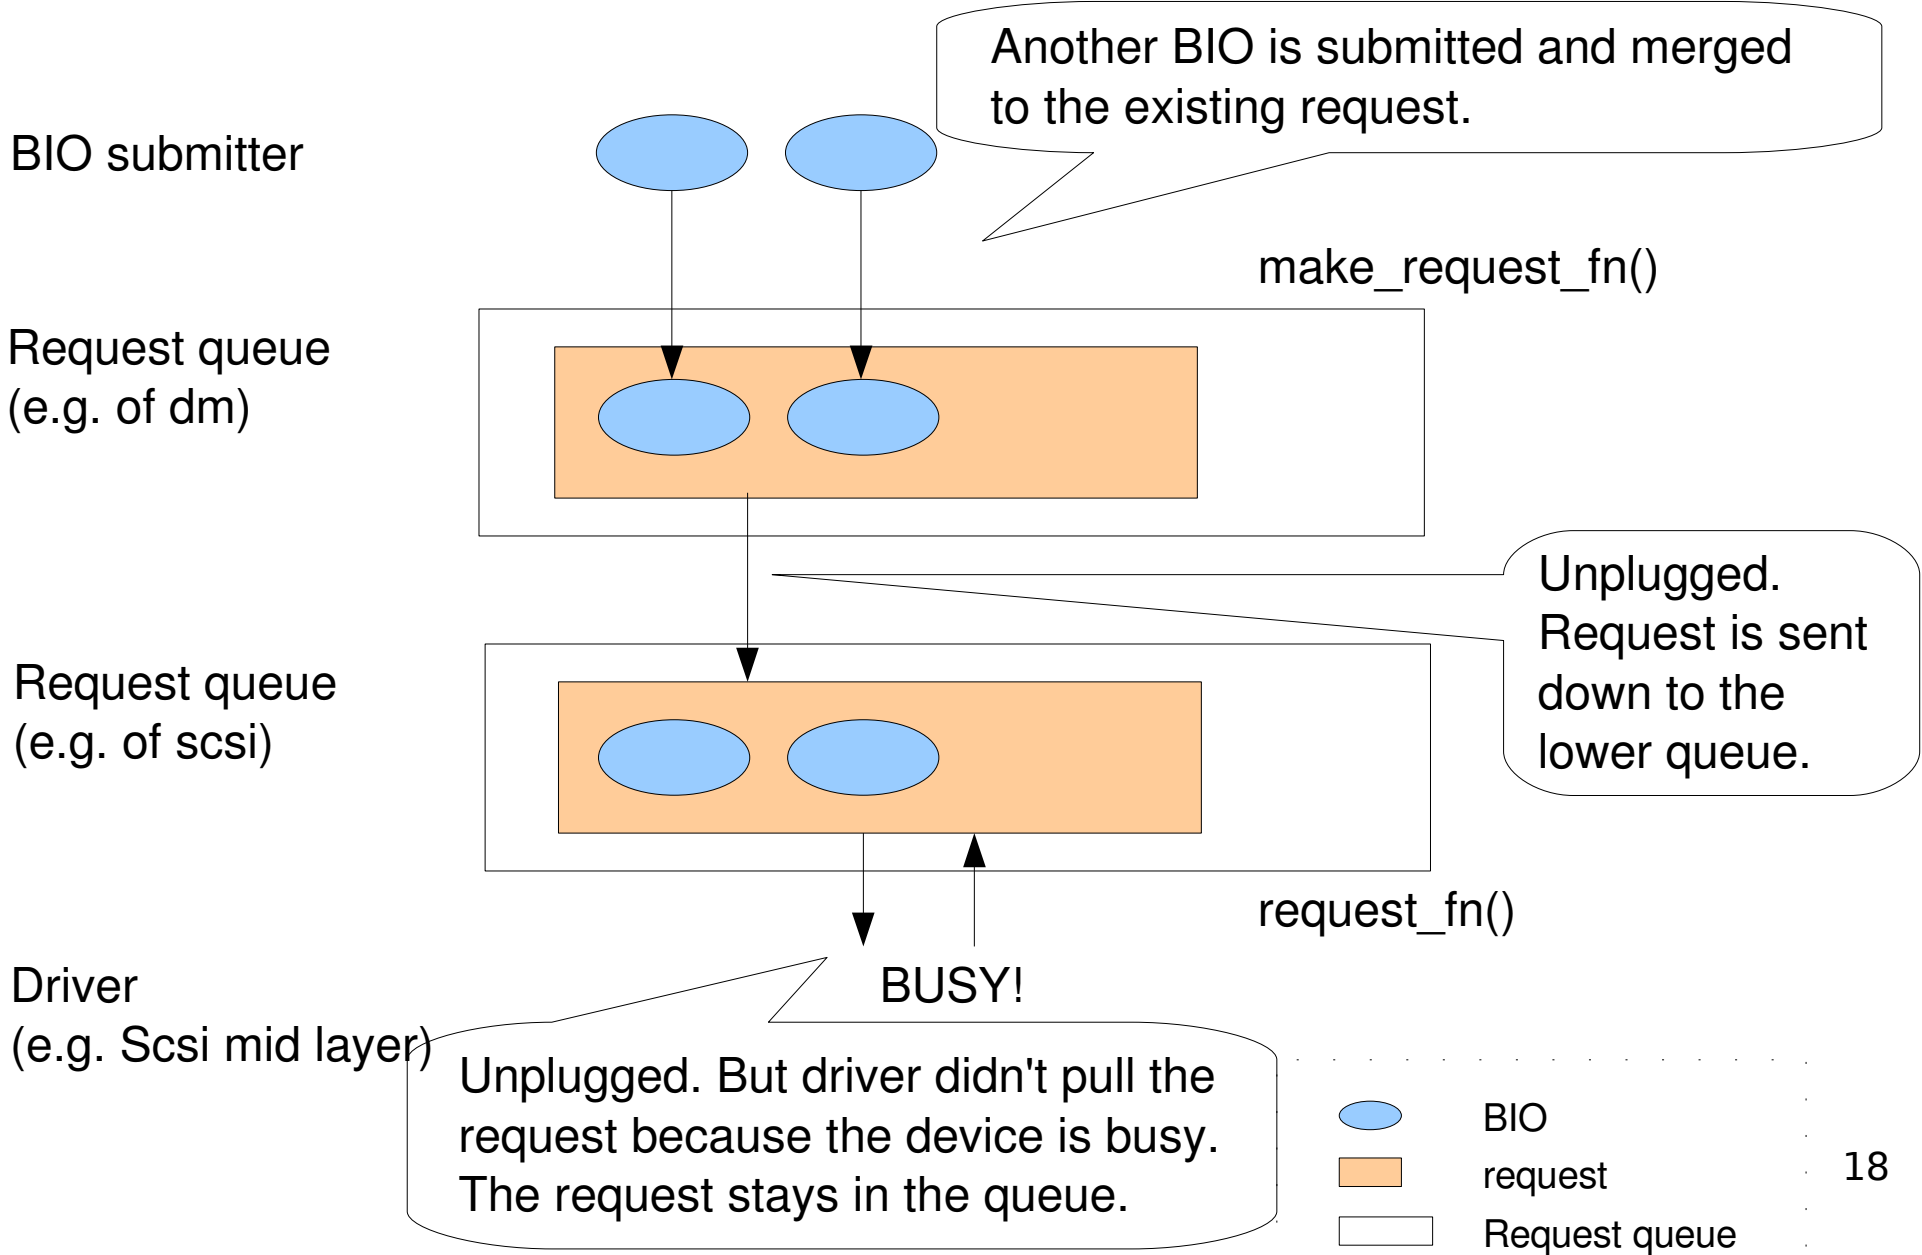 Another BIO is submitted and merged
to the existing request.
BIO submitter
make_request_fn()
Request queue
(e.g. of dm)
Unplugged.
Request is sent
down to the
lower queue.
Request queue
(e.g. of scsi)
request_fn()
Driver
(e.g. Scsi mid layer)
BUSY!
Unplugged. But driver didn't pull the
request because the device is busy.
The request stays in the queue.
BIO
request
Request queue
18